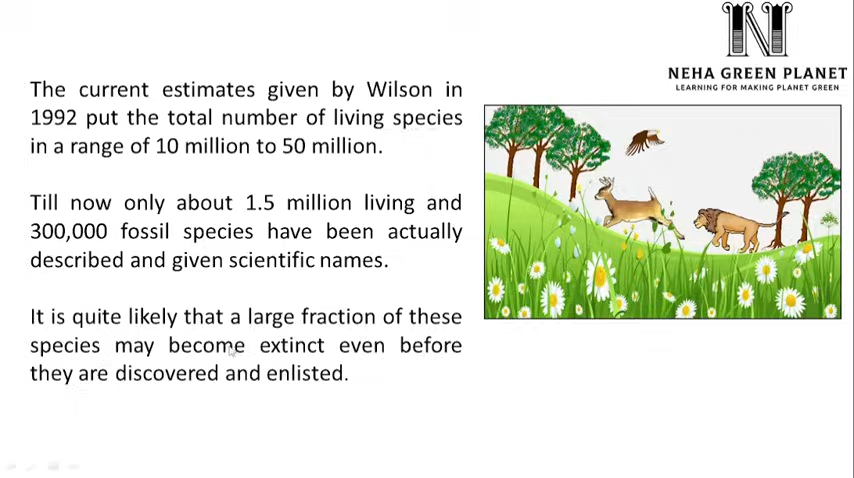 NEHA GREEN PLANET
LEARNING FOR MAKING PLANET GREEN
The current estimates given by Wilson in
1992 put the total number of living species
in a range of 10 million to 50 million.
Till now only about 1.5 million living and
300,000 fossil species have been actually
described and given scientific names.
It is quite likely that a large fraction of these
species may become extinct even before
they are discovered and enlisted.